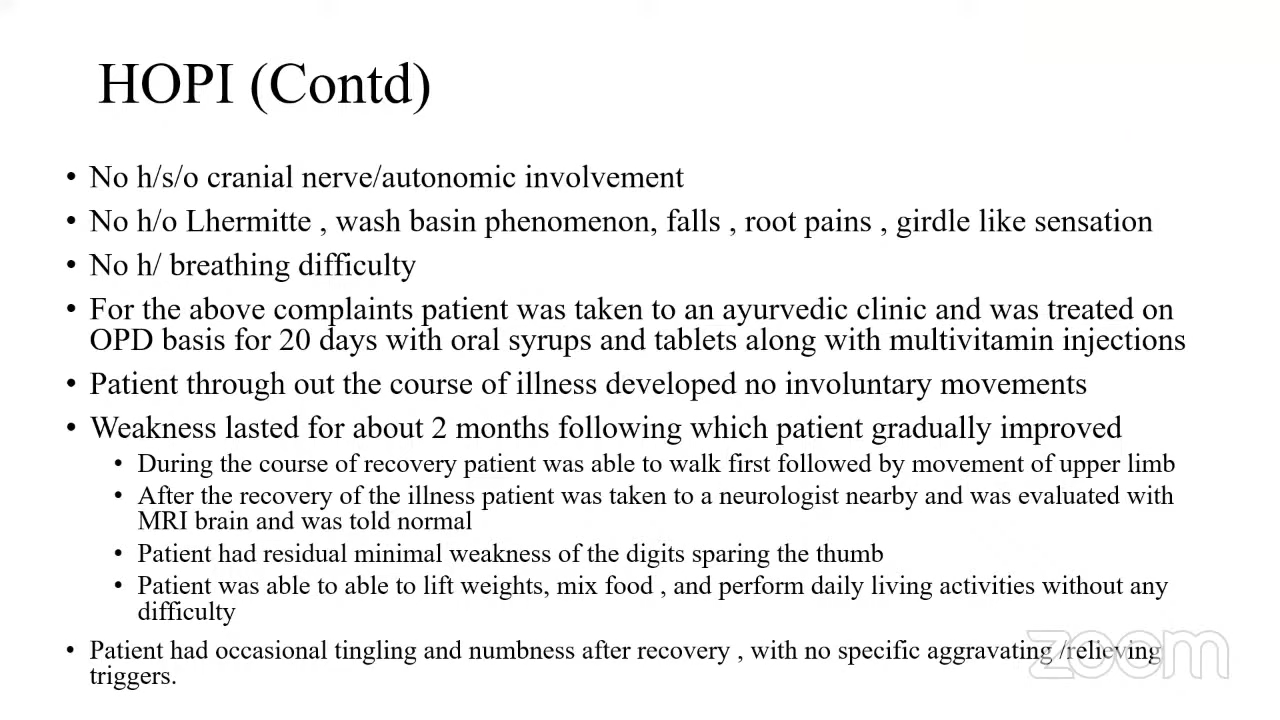 HOPI (Contd)
• No h/s/o cranial nerve/autonomic involvement
• No h/o Lhermitte , wash basin phenomenon, falls , root pains , girdle like sensation
• No h/ breathing difficulty
• For the above complaints patient was taken to an ayurvedic clinic and was treated on
OPD basis for 20 days with oral syrups and tablets along with multivitamin injections
• Patient through out the course of illness developed no involuntary movements
• Weakness lasted for about 2 months following which patient gradually improved
• During the course of recovery patient was able to walk first followed by movement of upper limb
• After the recovery of the illness patient was taken to a neurologist nearby and was evaluated with
MRI brain and was told normal
• Patient had residual minimal weakness of the digits sparing the thumb
• Patient was able to able to lift weights, mix food , and perform daily living activities without any
difficulty
• Patient had occasional tingling and numbness after recovery , with no specific aggravating /relieving
triggers.
zoom